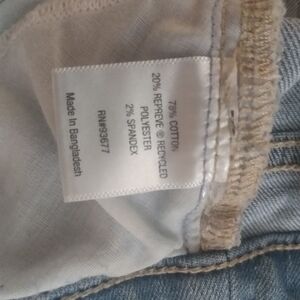 78% COTTON
20% REPREVE ® RECYCLED
POLYESTER
2% SPANDEX
RN#93677
Made In Bangladesh